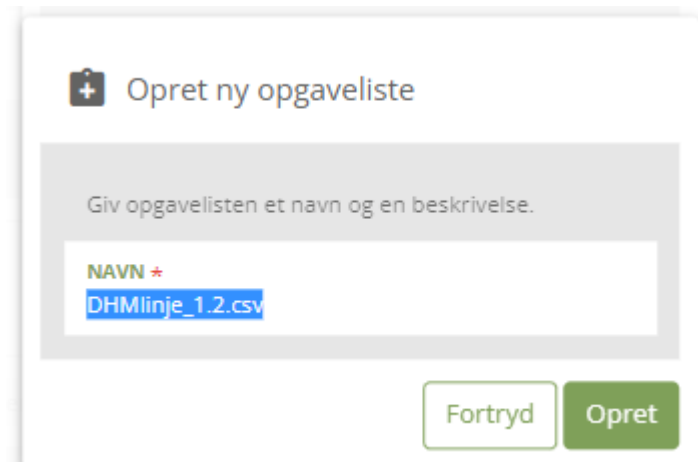 Opret ny opgaveliste
Giv opgavelisten et navn og en beskrivelse.
NAVN *
DHMlinje_1.2.csv
Fortryd
Opret